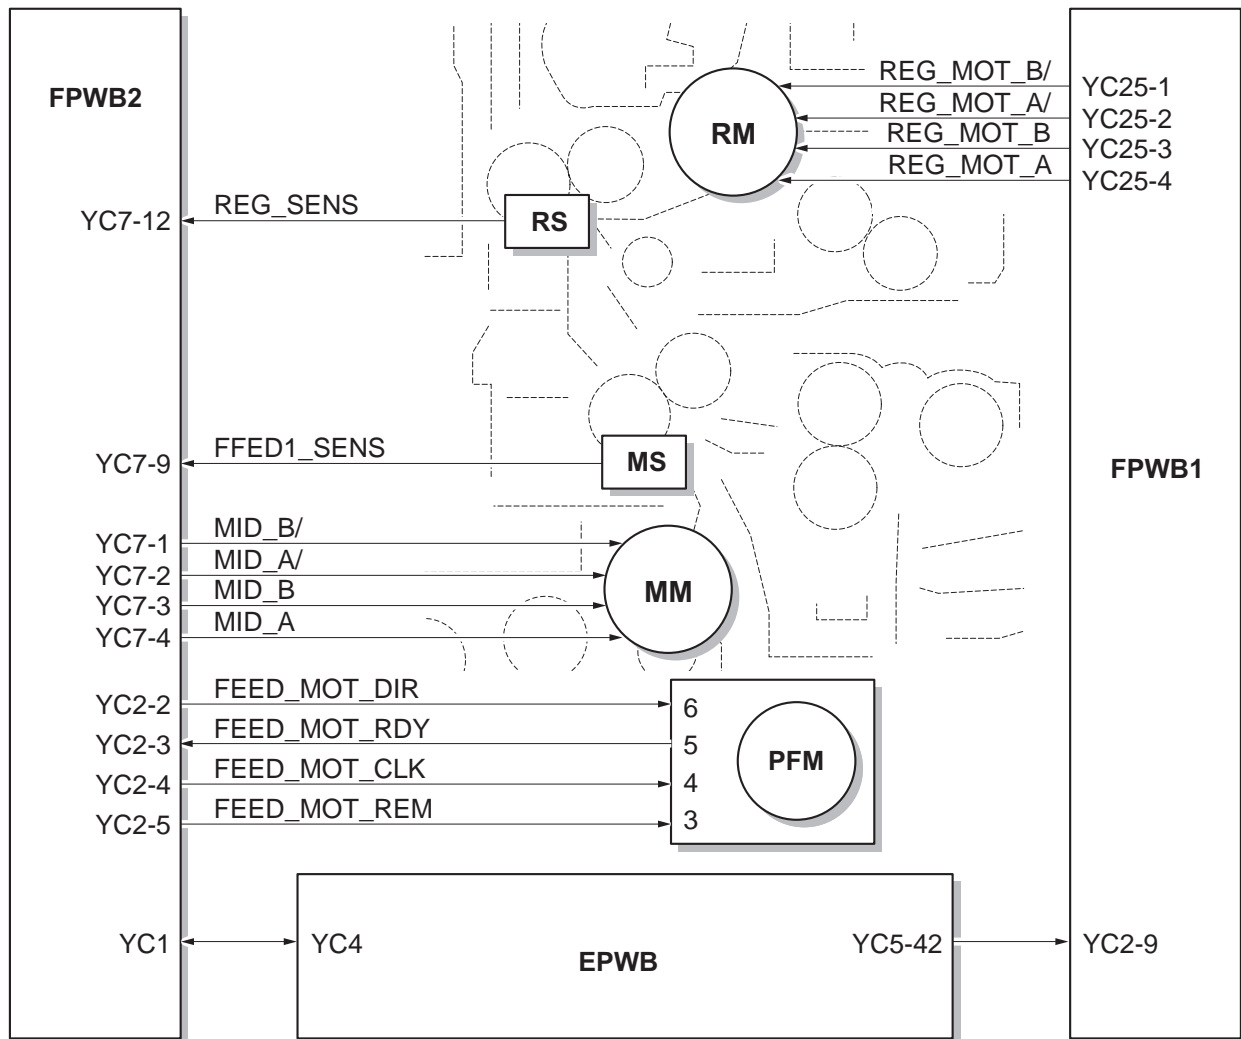 FPWB2
REG_MOT_B/
YC25-1
REG_MOT_A/
YC25-2
RM
REG_MOT_B
YC25-3
REG_MOT_A
YC25-4
YC7-12
REG_SENS
RS
YC7-9
FFED1_SENS
MS
FPWB1
YC7-1
MID_B/
YC7-2
MID_A/
YC7-3
MID_B
YC7-4
MID_A
MM
YC2-2
FEED_MOT_DIR
6
YC2-3
FEED_MOT_RDY
5
YC2-4
FEED_MOT_CLK
4
YC2-5
FEED_MOT_REM
3
PFM
YC1
YC4
EPWB
YC5-42
YC2-9